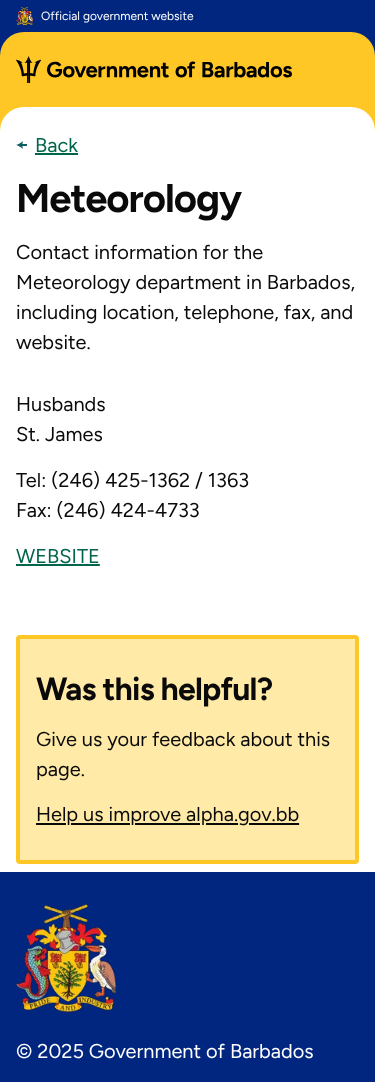 Official government website
Government of Barbados
Back
Meteorology
Contact information for the
Meteorology department in Barbados,
including location, telephone, fax, and
website.
Husbands
St. James
Tel: (246) 425-1362 / 1363
Fax: (246) 424-4733
WEBSITE
Was this helpful?
Give us your feedback about this
page.
Help us improve alpha.gov.bb
PRIDE AND INDUSTRY
© 2025 Government of Barbados